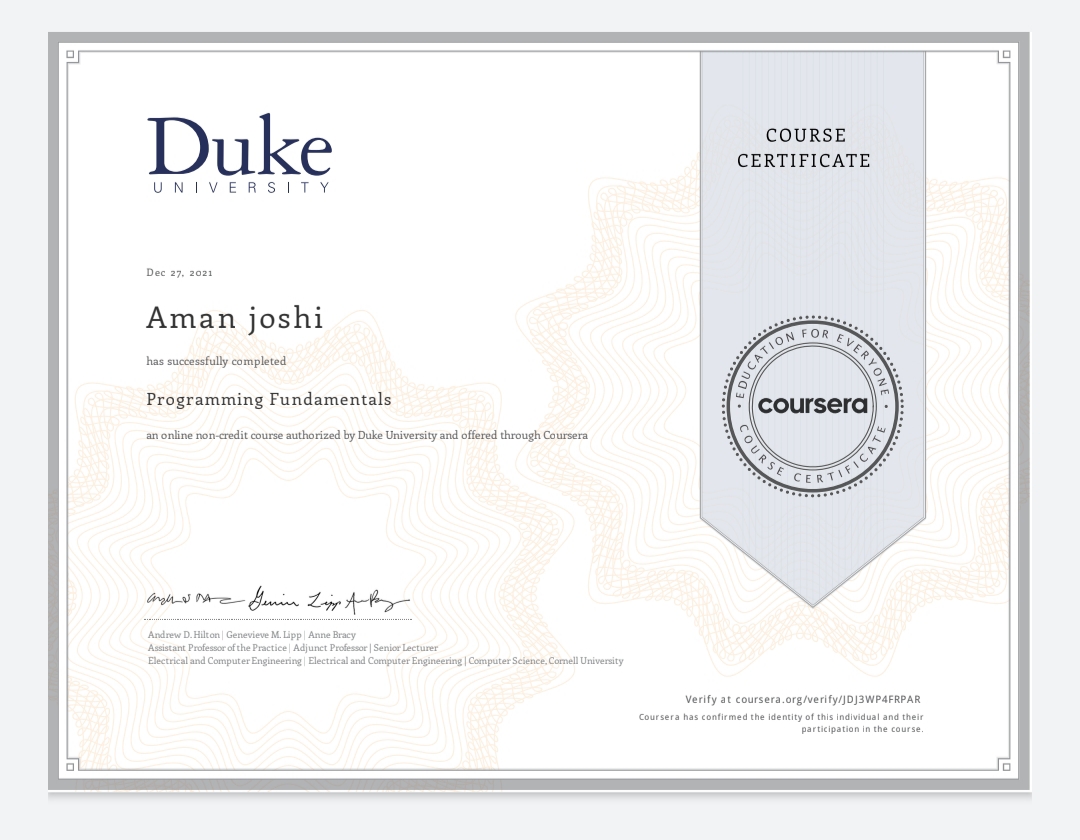 Duke
UNIVERSITY
COURSE
CERTIFICATE
Dec 27, 2021
Aman joshi
has successfully completed
Programming Fundamentals
an online non-credit course authorized by Duke University and offered through Coursera
EDUCATION FOR EVERYONE
coursera
COURSE CERTIFICATE
Andrew D. Hilton | Genevieve M. Lipp | Anne Bracy
Assistant Professor of the Practice | Adjunct Professor | Senior Lecturer
Electrical and Computer Engineering | Electrical and Computer Engineering | Computer Science, Cornell University
Verify at coursera.org/verify/JDJ3WP4FRPAR
Coursera has confirmed the identity of this individual and their
participation in the course.